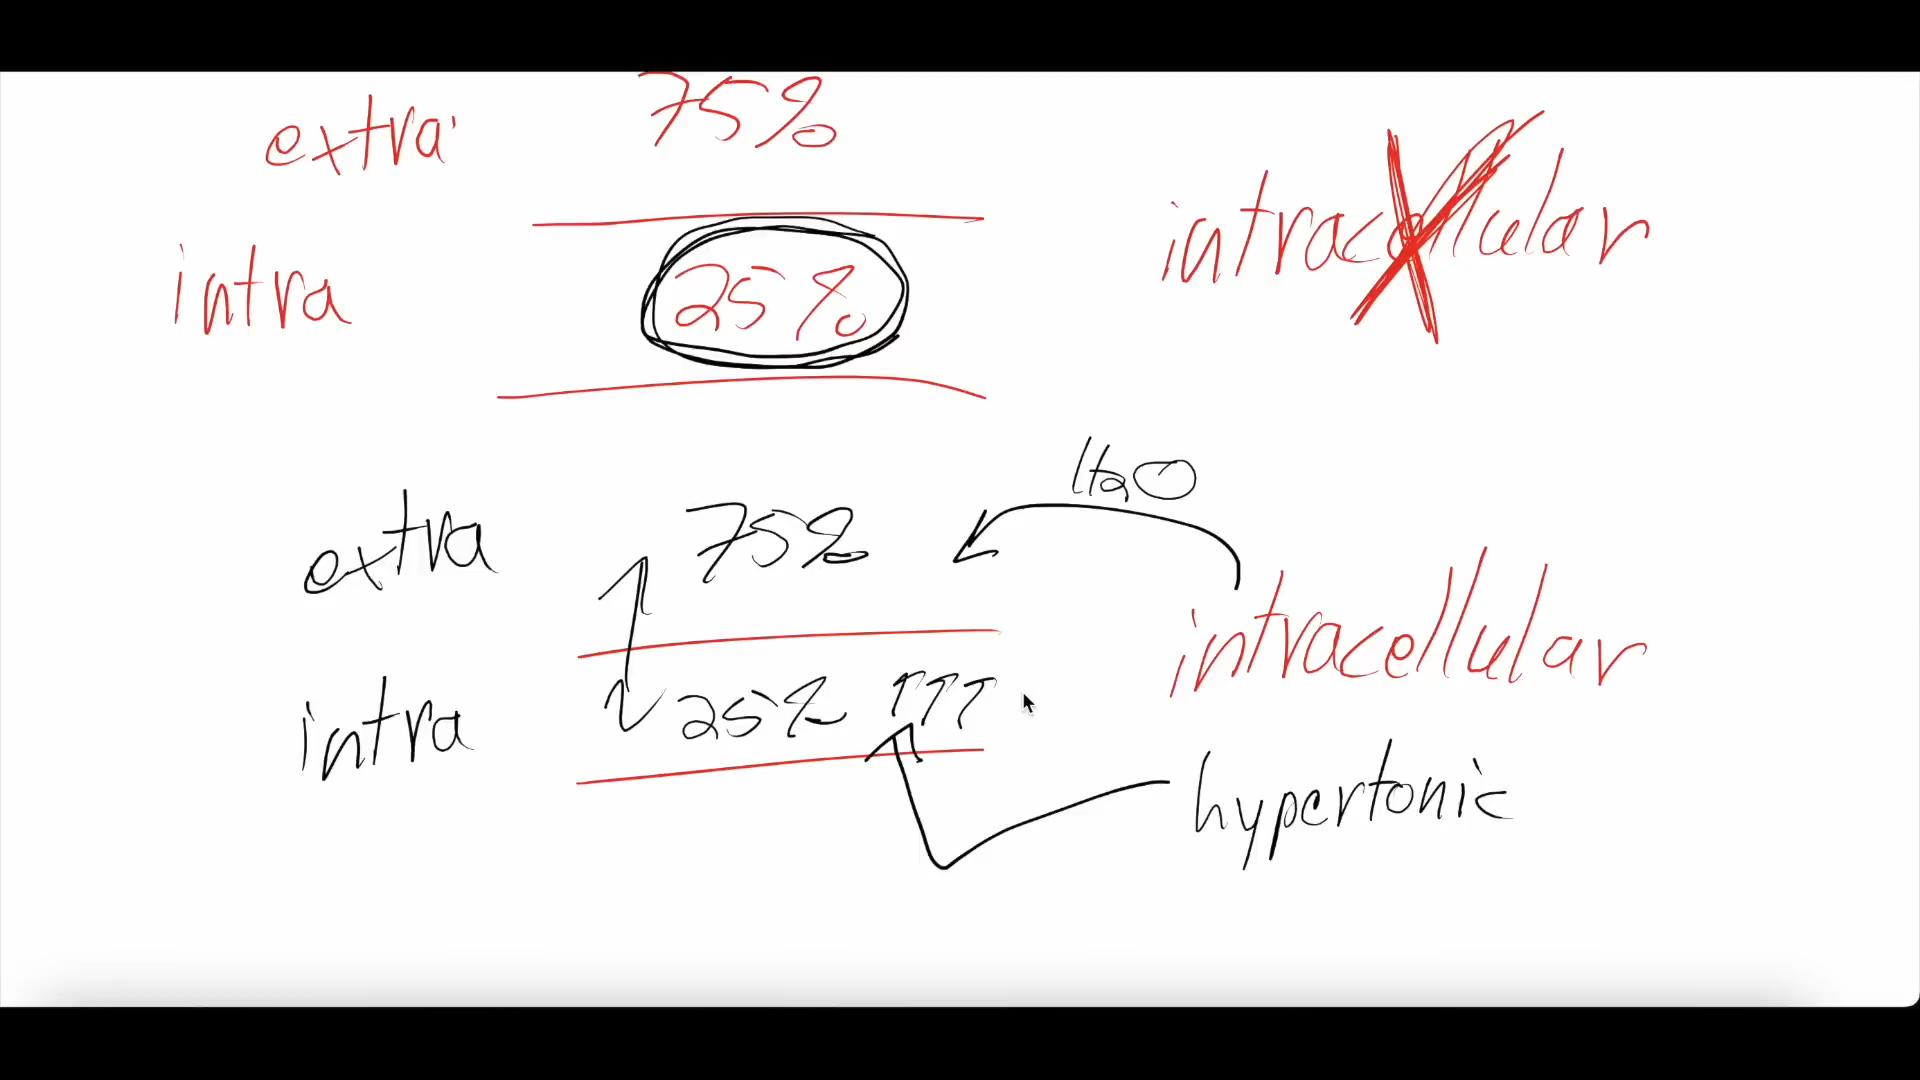 extra 75%
intra 25% intracellular
H2O
extra 75%
intracellular
intra 25% ↑↑↑
hypertonic